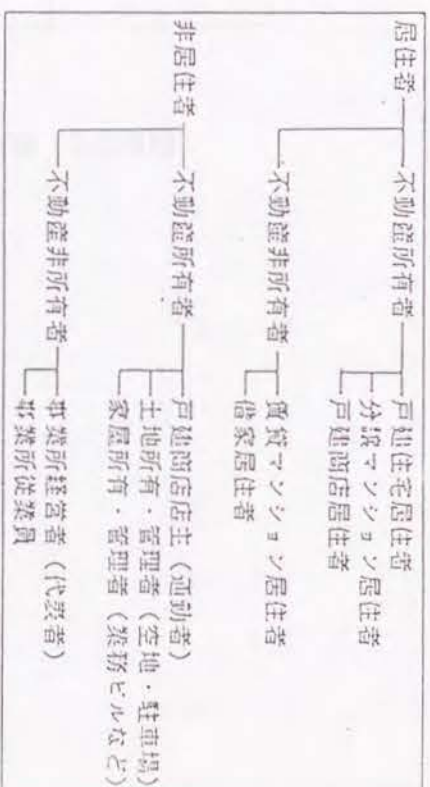 居住者
不動産所有者
戸建住宅居住者
分譲マンション居住者
戸建商店居住者
不動産非所有者
賃貸マンション居住者
借家居住者
非居住者
不動産所有者
戸建商店店主(通勤者)
土地所有・管理者(空地・駐車場)
家屋所有・管理者(業務ビルなど)
不動産非所有者
事業所経営者(代表者)
事業所従業員